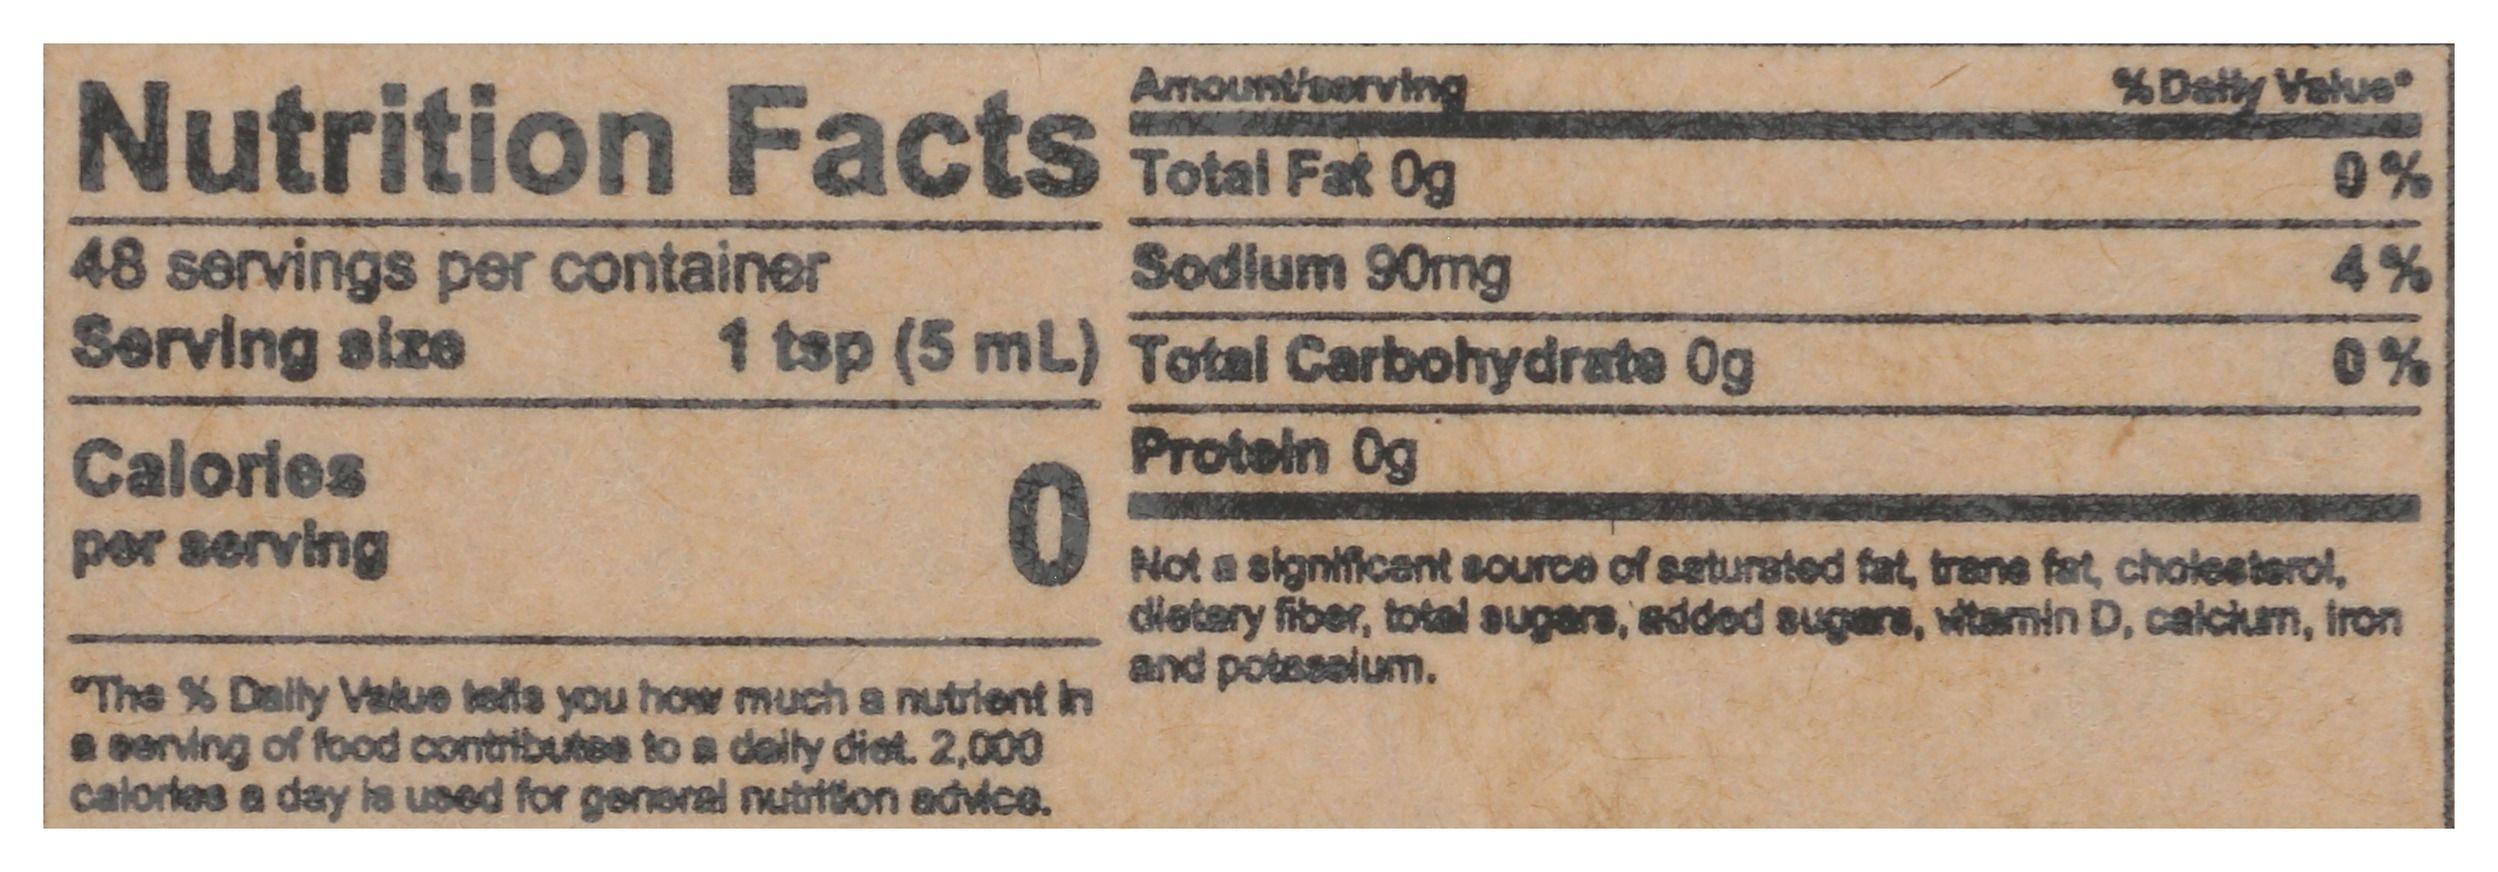 Nutrition Facts
48 servings per container
Serving size 1 tsp (5 mL)
Calories
per serving
0
*The % Daily Value tells you how much a nutrient in
a serving of food contributes to a daily diet. 2,000
calories a day is used for general nutrition advice.
Amount/serving % Daily Value*
Total Fat 0g 0 %
Sodium 90mg 4 %
Total Carbohydrate 0g 0 %
Protein 0g
Not a significant source of saturated fat, trans fat, cholesterol,
dietary fiber, total sugars, added sugars, vitamin D, calcium, iron
and potassium.